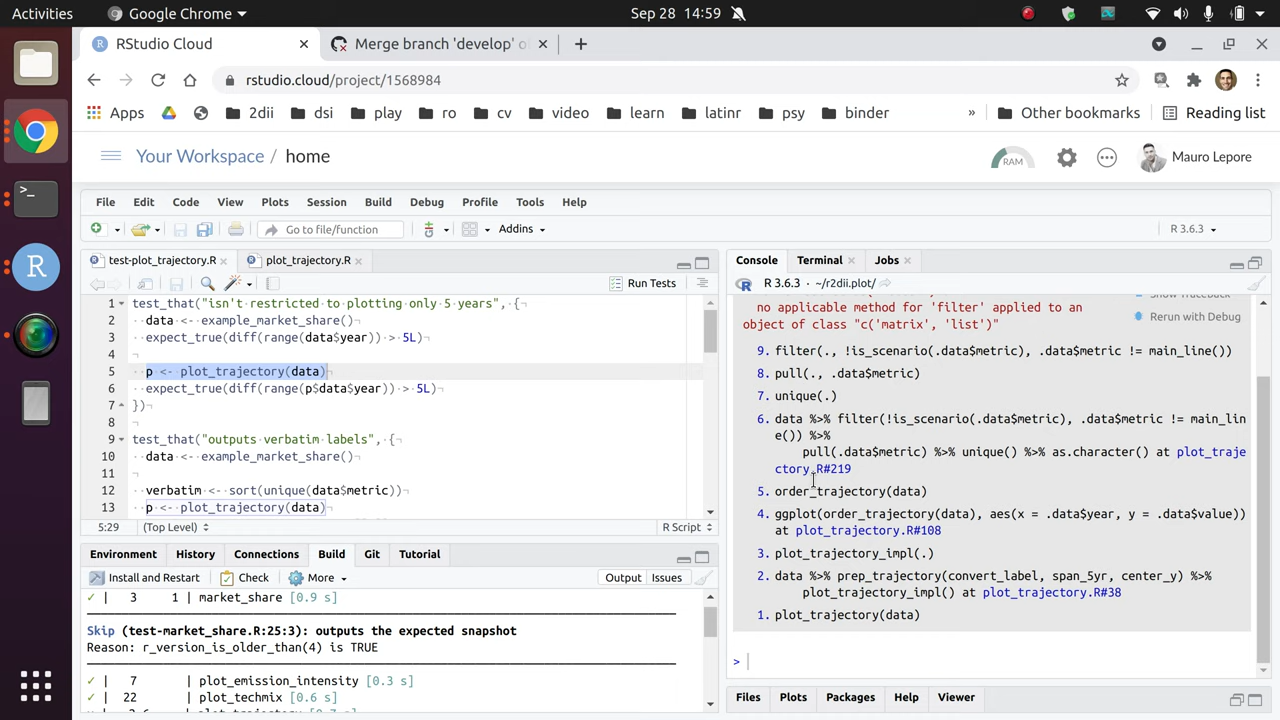 Activities
Google Chrome
Sep 28 14:59
RStudio Cloud
Merge branch 'develop' o
rstudio.cloud/project/1568984
Apps
2dii
dsi
play
ro
cv
video
learn
latinr
psy
binder
»
Other bookmarks
Reading list
Your Workspace / home
RAM
Mauro Lepore
File Edit Code View Plots Session Build Debug Profile Tools Help
Go to file/function
Addins
R 3.6.3
test-plot_trajectory.R
plot_trajectory.R
Run Tests
1 test_that("isn't restricted to plotting only 5 years", {
2 data <- example_market_share()
3 expect_true(diff(range(data$year)) > 5L)
4
5 p <- plot_trajectory(data)
6 expect_true(diff(range(p$data$year)) > 5L)
7 })
8
9 test_that("outputs verbatim labels", {
10 data <- example_market_share()
11
12 verbatim <- sort(unique(data$metric))
13 p <- plot_trajectory(data)
5:29
(Top Level)
R Script
Environment History Connections Build Git Tutorial
Install and Restart
Check
More
Output
Issues
✓ | 3 1 | market_share [0.9 s]
Skip (test-market_share.R:25:3): outputs the expected snapshot
Reason: r_version_is_older_than(4) is TRUE
✓ | 7 | plot_emission_intensity [0.3 s]
✓ | 22 | plot_techmix [0.6 s]
Console
Terminal
Jobs
R 3.6.3 · ~/r2dii.plot/
Show Traceback
no applicable method for 'filter' applied to an
object of class "c('matrix', 'list')"
Rerun with Debug
9. filter(., !is_scenario(.data$metric), .data$metric != main_line())
8. pull(., .data$metric)
7. unique(.)
6. data %>% filter(!is_scenario(.data$metric), .data$metric != main_lin
e()) %>%
pull(.data$metric) %>% unique() %>% as.character() at plot_traje
ctory.R#219
5. order_trajectory(data)
4. ggplot(order_trajectory(data), aes(x = .data$year, y = .data$value))
at plot_trajectory.R#108
3. plot_trajectory_impl(.)
2. data %>% prep_trajectory(convert_label, span_5yr, center_y) %>%
plot_trajectory_impl() at plot_trajectory.R#38
1. plot_trajectory(data)
>
Files Plots Packages Help Viewer